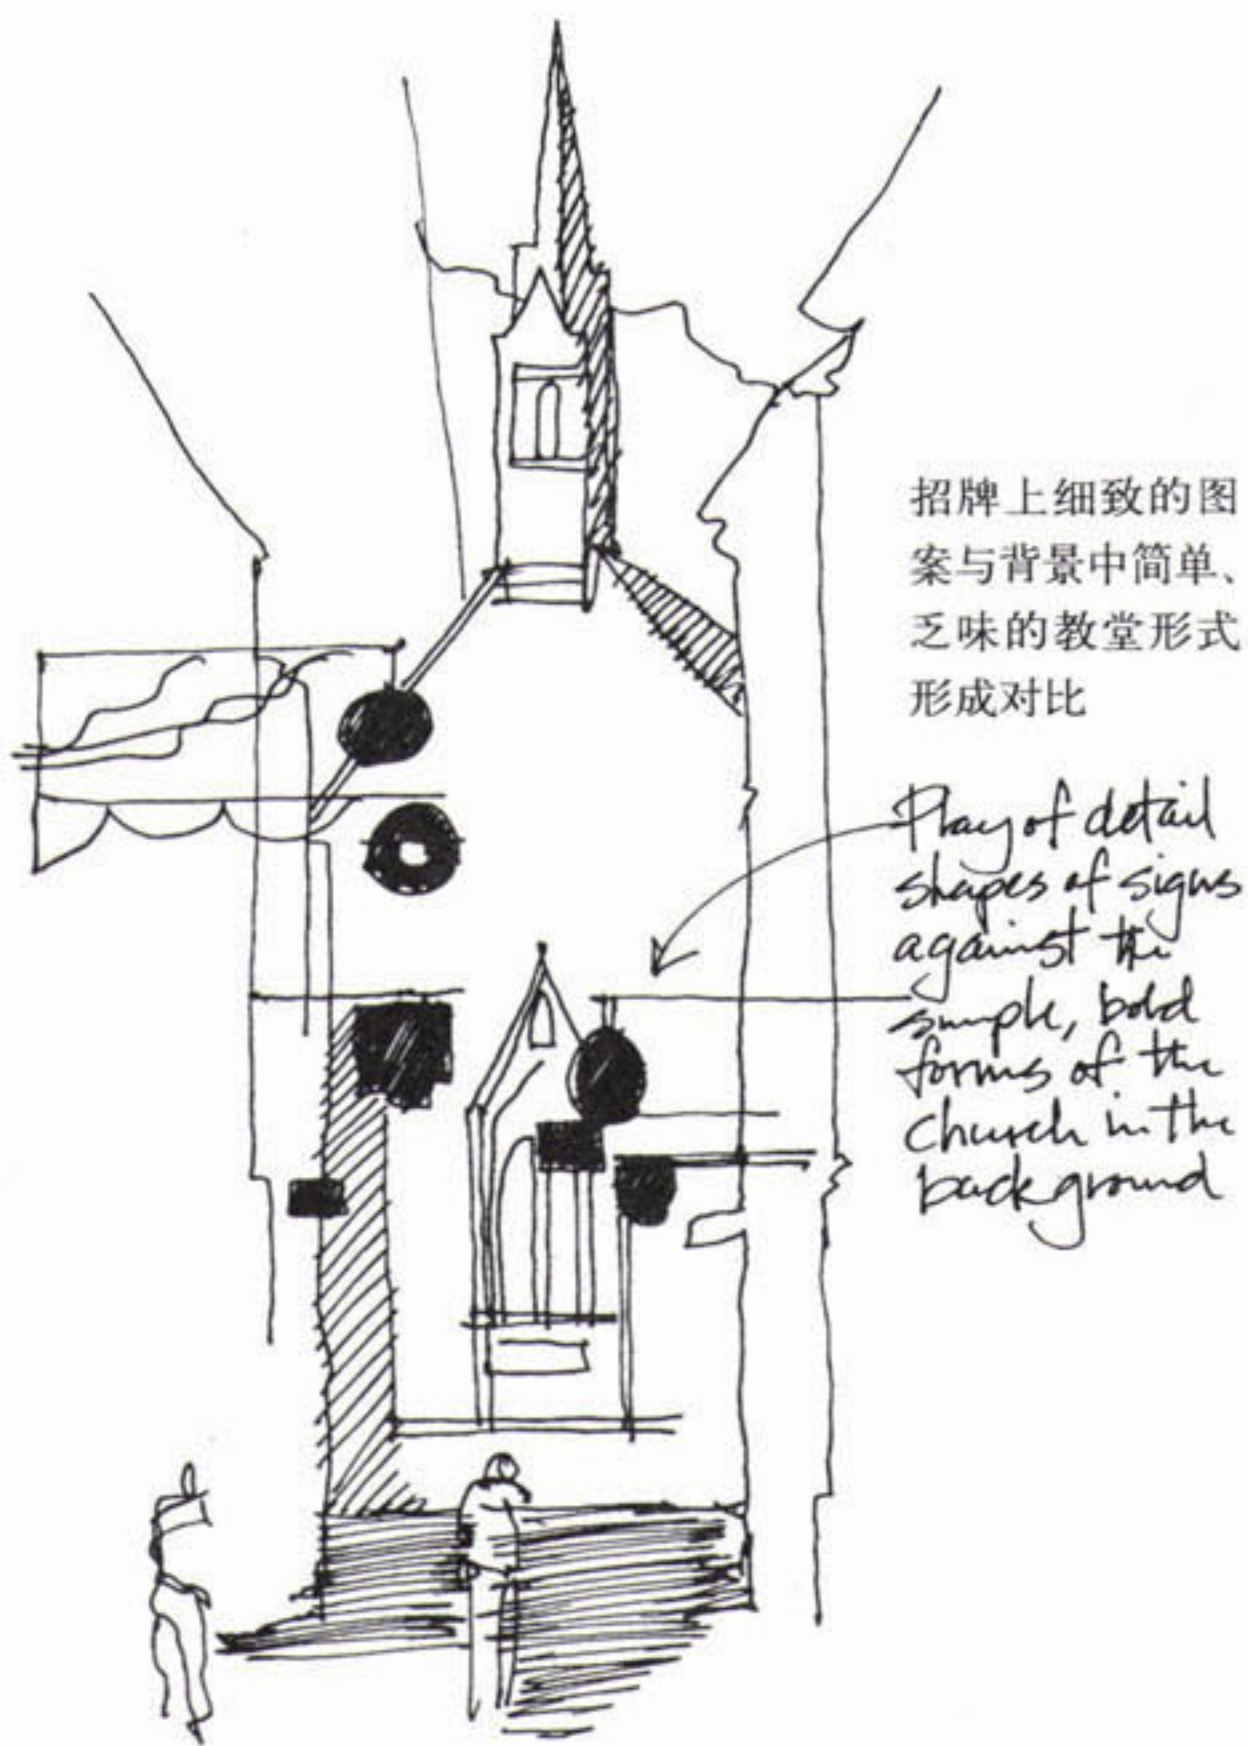 招牌上细致的图
案与背景中简单、
乏味的教堂形式
形成对比
Play of detail
shapes of signs
against the
simple, bold
forms of the
church in the
background